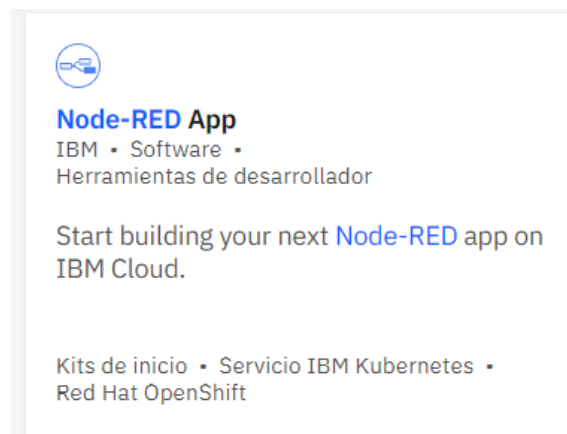 Node-RED App
IBM ▪ Software ▪
Herramientas de desarrollador
Start building your next Node-RED app on
IBM Cloud.
Kits de inicio ▪ Servicio IBM Kubernetes ▪
Red Hat OpenShift